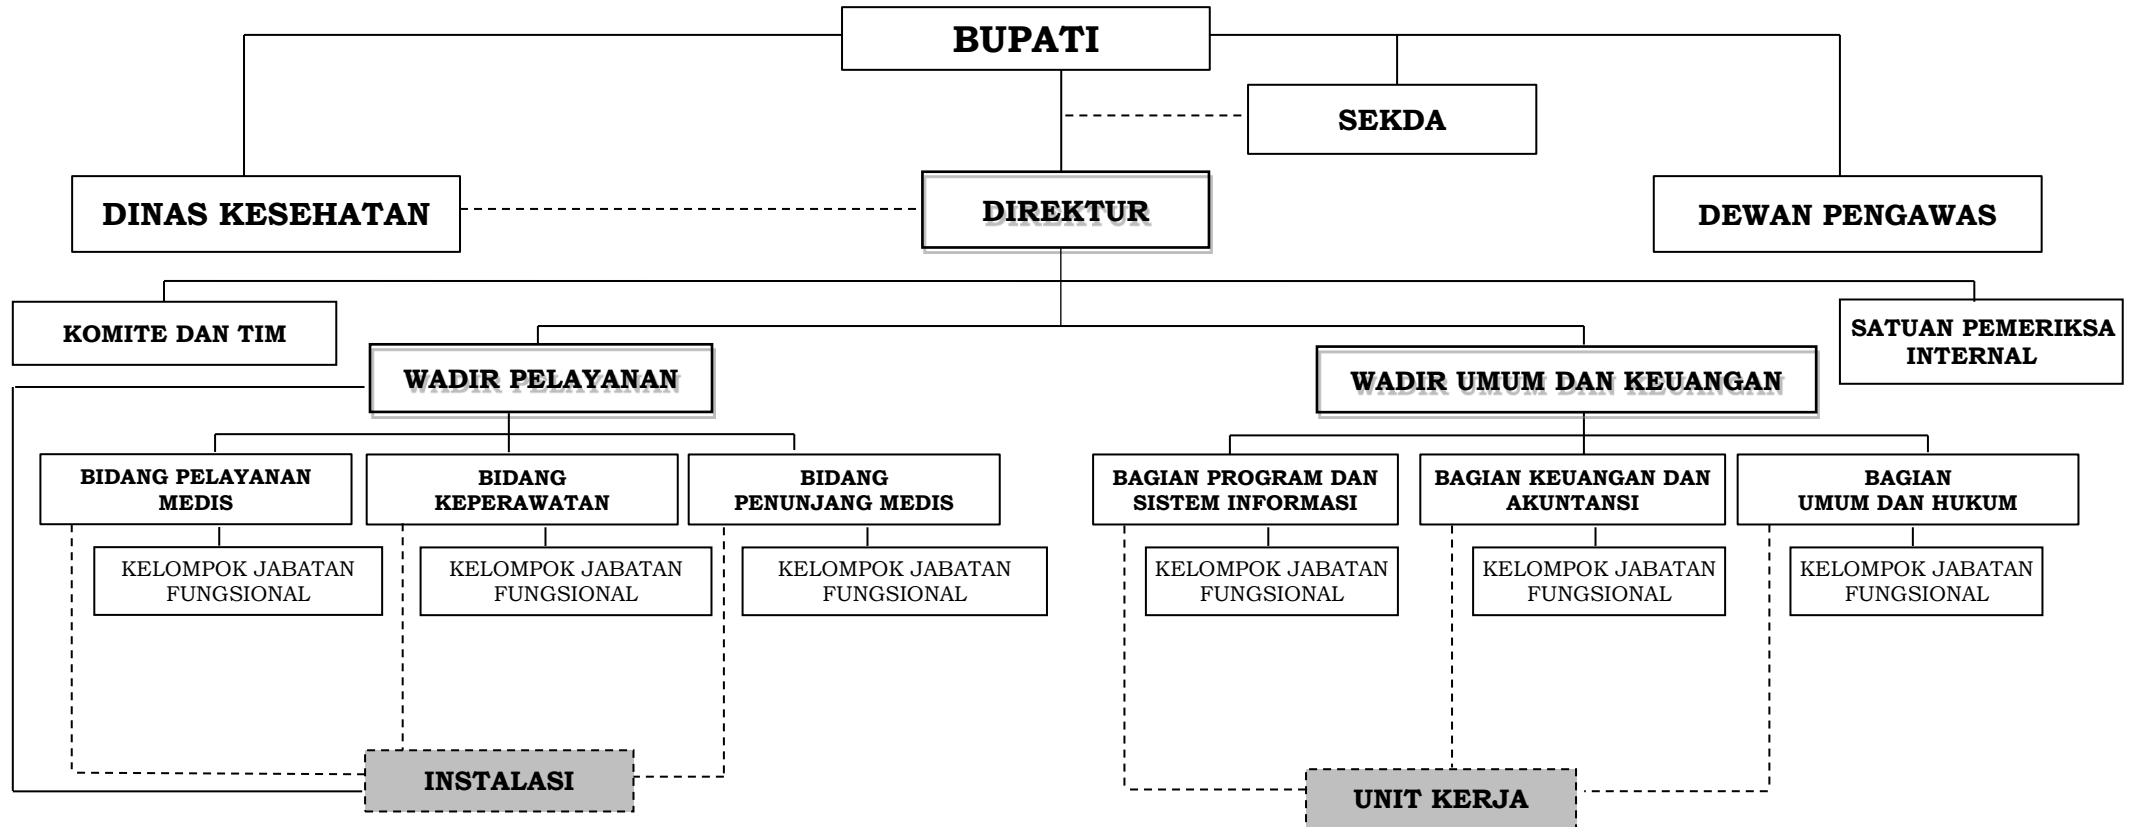 BUPATI
SEKDA
DINAS KESEHATAN
DIREKTUR
DEWAN PENGAWAS
KOMITE DAN TIM
SATUAN PEMERIKSA
INTERNAL
WADIR PELAYANAN
WADIR UMUM DAN KEUANGAN
BIDANG PELAYANAN
MEDIS
BIDANG
KEPERAWATAN
BIDANG
PENUNJANG MEDIS
BAGIAN PROGRAM DAN
SISTEM INFORMASI
BAGIAN KEUANGAN DAN
AKUNTANSI
BAGIAN
UMUM DAN HUKUM
KELOMPOK JABATAN
FUNGSIONAL
KELOMPOK JABATAN
FUNGSIONAL
KELOMPOK JABATAN
FUNGSIONAL
KELOMPOK JABATAN
FUNGSIONAL
KELOMPOK JABATAN
FUNGSIONAL
KELOMPOK JABATAN
FUNGSIONAL
INSTALASI
UNIT KERJA